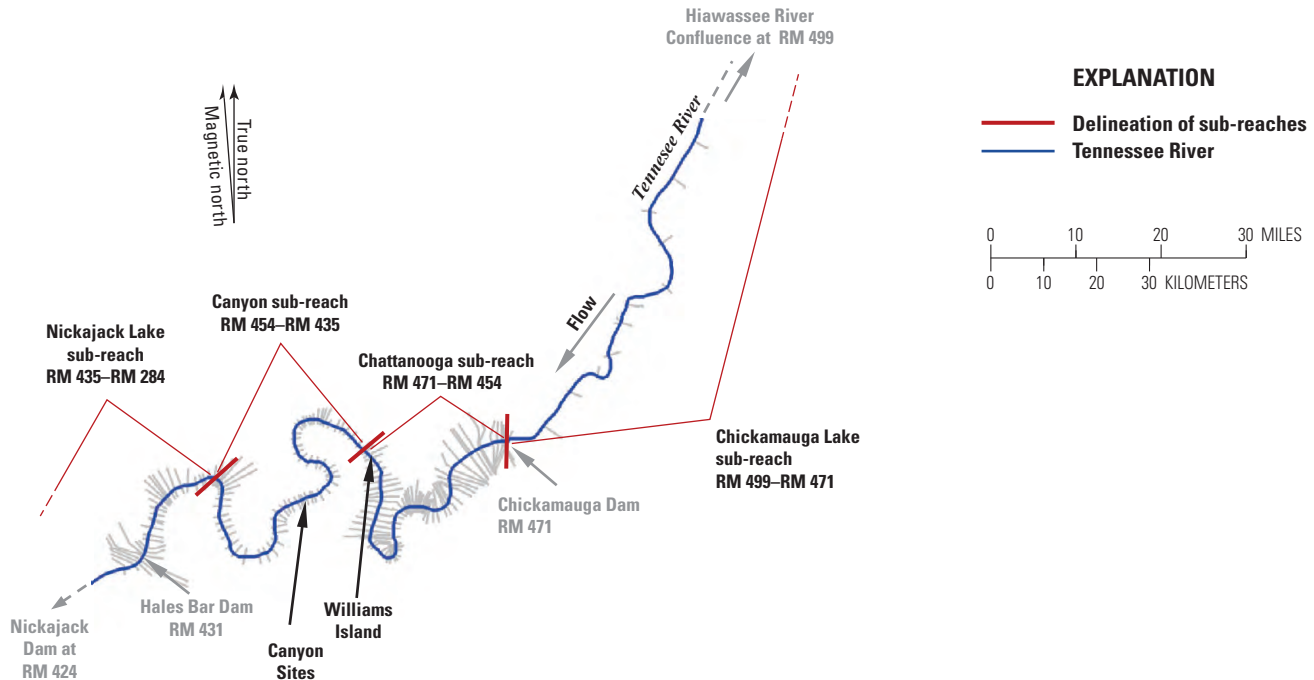 Hiawassee River
Confluence at RM 499
True north
Magnetic north
Tennesee River
EXPLANATION
Delineation of sub-reaches
Tennessee River
0 10 20 30 MILES
0 10 20 30 KILOMETERS
Flow
Canyon sub-reach
RM 454–RM 435
Nickajack Lake
sub-reach
RM 435–RM 284
Chattanooga sub-reach
RM 471–RM 454
Chickamauga Lake
sub-reach
RM 499–RM 471
Chickamauga Dam
RM 471
Hales Bar Dam
RM 431
Williams
Island
Canyon
Sites
Nickajack
Dam at
RM 424